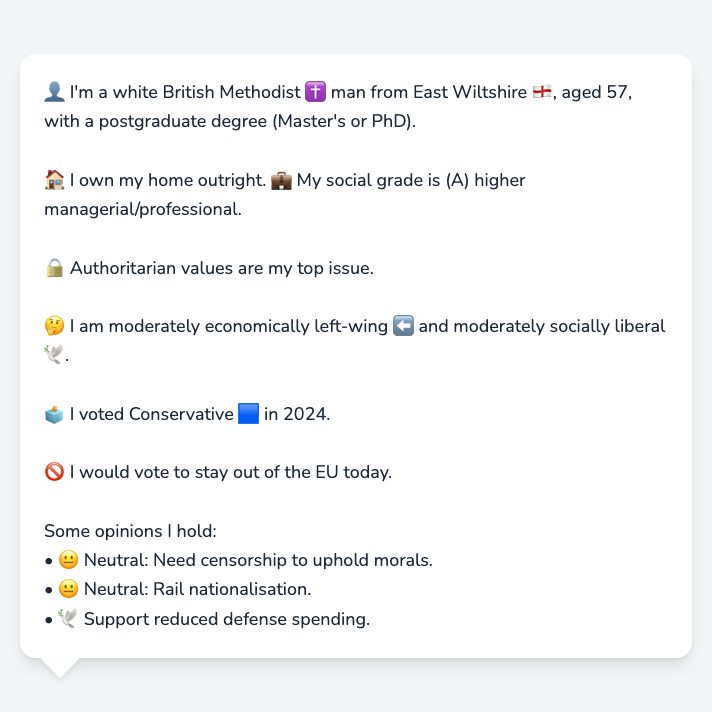 👤 I'm a white British Methodist ✝️ man from East Wiltshire 🏴󠁧󠁢󠁥󠁮󠁧󠁿, aged 57,
with a postgraduate degree (Master's or PhD).
🏠 I own my home outright. 💼 My social grade is (A) higher
managerial/professional.
🔒 Authoritarian values are my top issue.
🤔 I am moderately economically left-wing ⬅️ and moderately socially liberal
🕊️.
🗳️ I voted Conservative 🟦 in 2024.
🚫 I would vote to stay out of the EU today.
Some opinions I hold:
• 😐 Neutral: Need censorship to uphold morals.
• 😐 Neutral: Rail nationalisation.
• 🕊️ Support reduced defense spending.